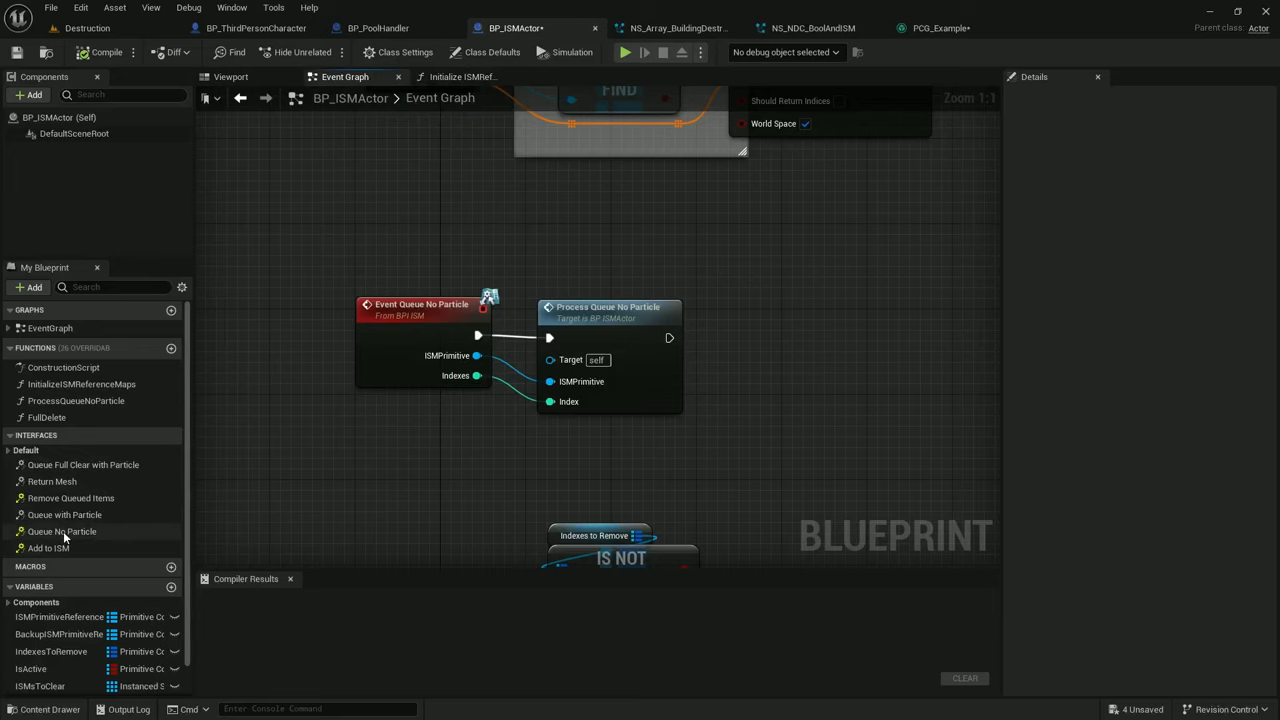 File Edit Asset View Debug Window Tools Help
Destruction BP_ThirdPersonCharacter BP_PoolHandler BP_ISMActor* NS_Array_BuildingDestr... NS_NDC_BoolAndISM PCG_Example* Parent class: Actor
Compile Diff Find Hide Unrelated Class Settings Class Defaults Simulation No debug object selected
Components Viewport Event Graph Initialize ISMRef... Details
Add Search BP_ISMActor > Event Graph Zoom 1:1
FIND
Should Return Indices
BP_ISMActor (Self)
World Space
DefaultSceneRoot
My Blueprint
Add Search
GRAPHS
EventGraph
FUNCTIONS (26 OVERRIDAB
ConstructionScript
InitializeISMReferenceMaps
ProcessQueueNoParticle
FullDelete
INTERFACES
Default
Queue Full Clear with Particle
Return Mesh
Remove Queued Items
Queue with Particle
Queue No Particle
Add to ISM
MACROS
VARIABLES
Components
ISMPrimitiveReference Primitive Co
BackupISMPrimitiveRe Primitive Co
IndexesToRemove Primitive Co
IsActive Primitive Co
ISMsToClear Instanced S
Event Queue No Particle
From BPI ISM
ISMPrimitive
Indexes
Process Queue No Particle
Target is BP ISMActor
Target self
ISMPrimitive
Index
Indexes to Remove
IS NOT
BLUEPRINT
Compiler Results
CLEAR
Content Drawer Output Log Cmd Enter Console Command 4 Unsaved Revision Control